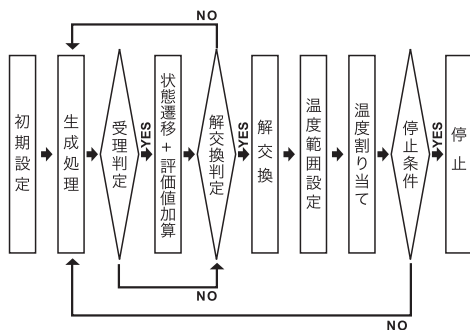 NO
初期設定
生成処理
受理判定
YES
状態遷移+評価値加算
解交換判定
YES
解交換
温度範囲設定
温度割り当て
停止条件
YES
停止
NO
NO